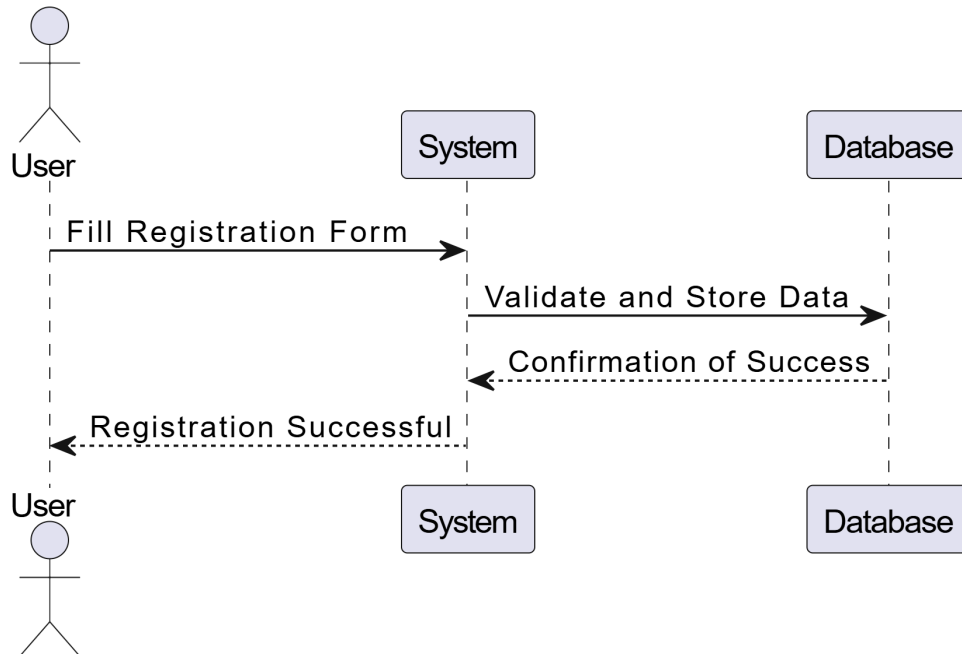 User
System
Database
Fill Registration Form
Validate and Store Data
Confirmation of Success
Registration Successful
User
System
Database